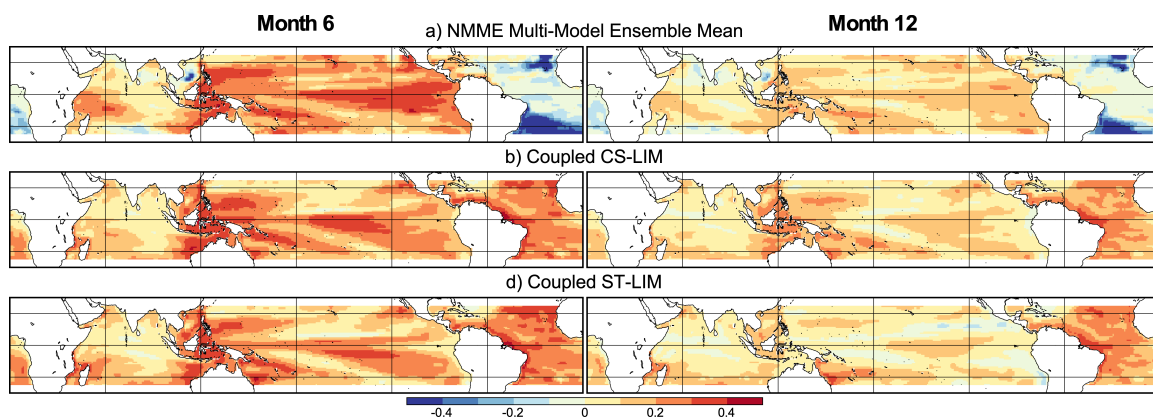 Month 6
Month 12
a) NMME Multi-Model Ensemble Mean
b) Coupled CS-LIM
d) Coupled ST-LIM
-0.4 -0.2 0 0.2 0.4